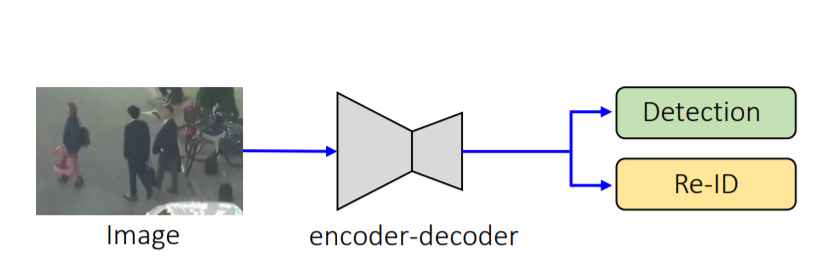 Detection
Re-ID
Image
encoder-decoder